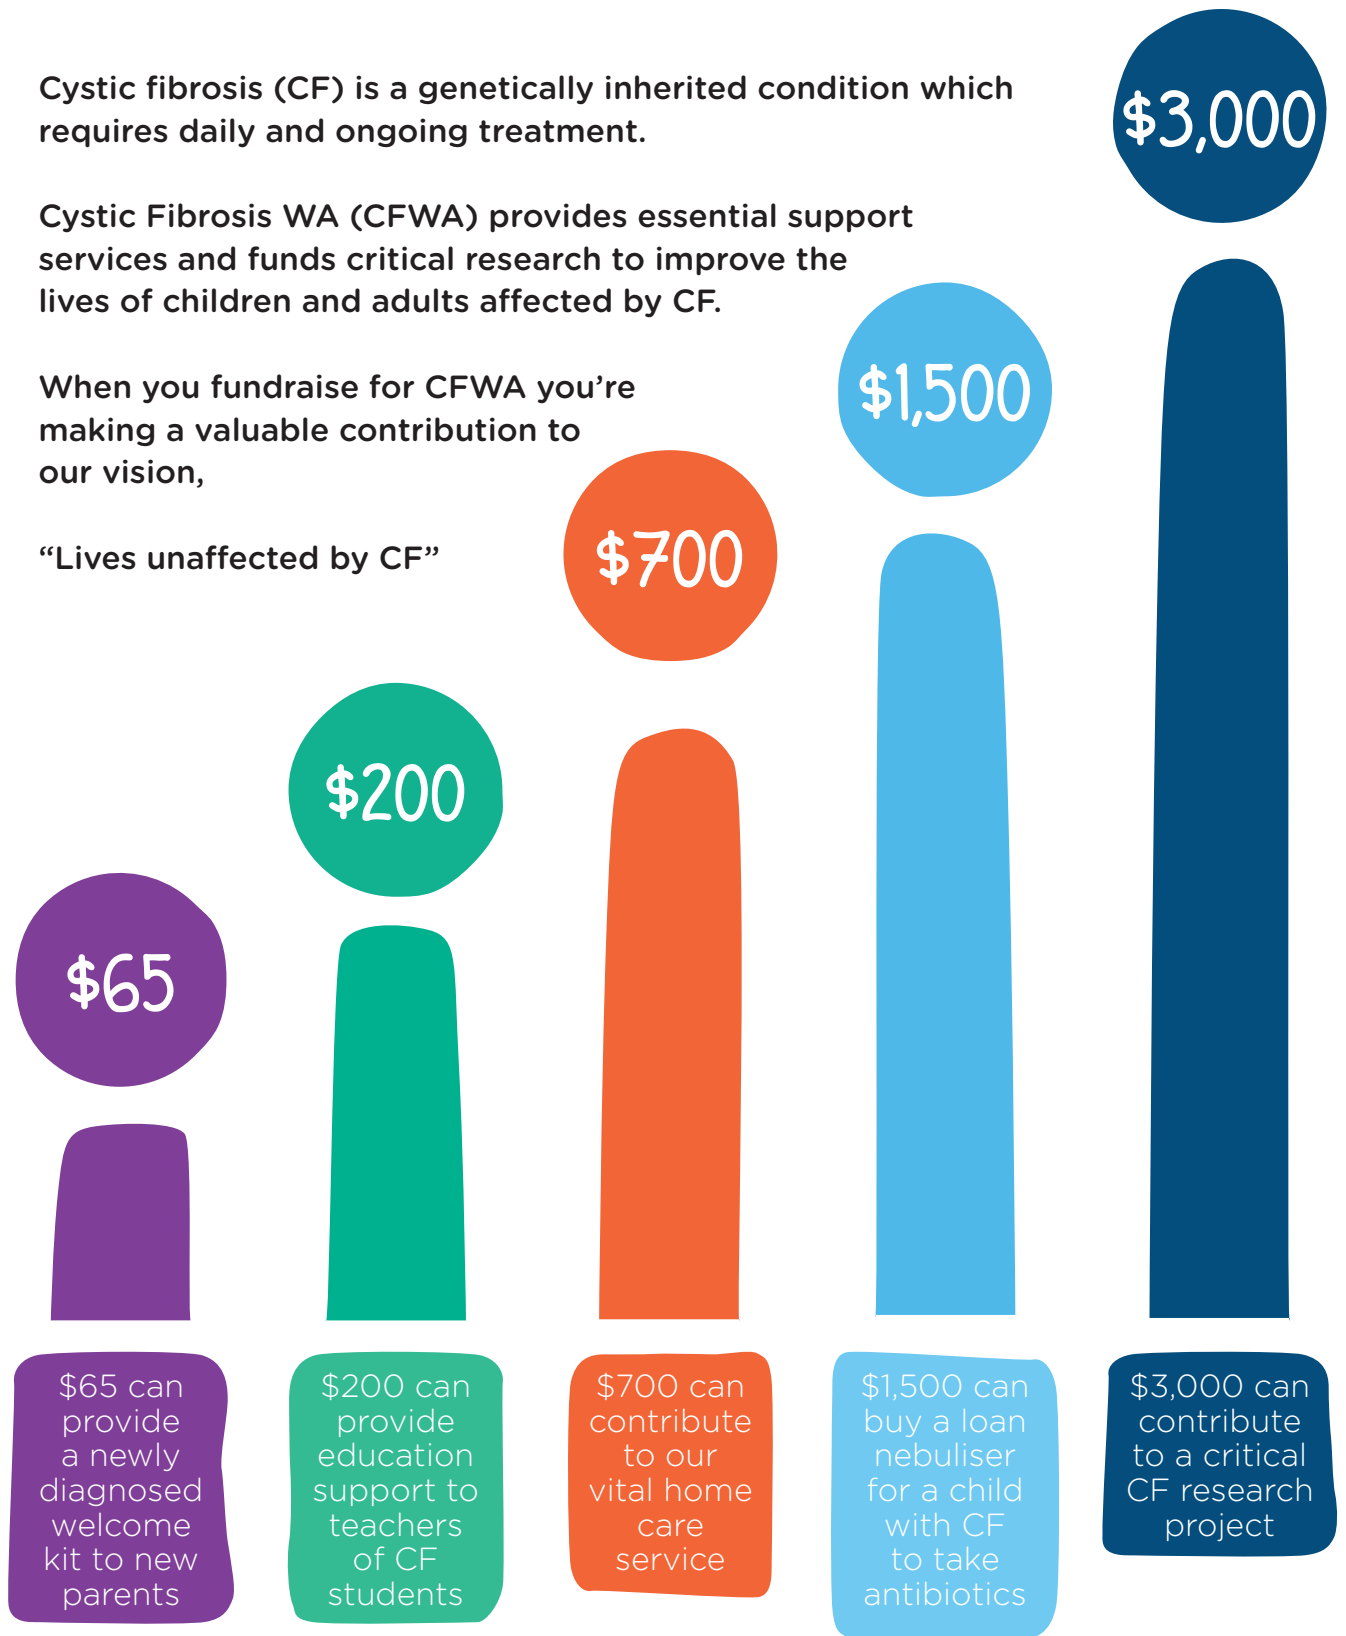 Cystic fibrosis (CF) is a genetically inherited condition which
requires daily and ongoing treatment.
Cystic Fibrosis WA (CFWA) provides essential support
services and funds critical research to improve the
lives of children and adults affected by CF.
When you fundraise for CFWA you’re
making a valuable contribution to
our vision,
“Lives unaffected by CF”
$65
$200
$700
$1,500
$3,000
$65 can
provide
a newly
diagnosed
welcome
kit to new
parents
$200 can
provide
education
support to
teachers
of CF
students
$700 can
contribute
to our
vital home
care
service
$1,500 can
buy a loan
nebuliser
for a child
with CF
to take
antibiotics
$3,000 can
contribute
to a critical
CF research
project